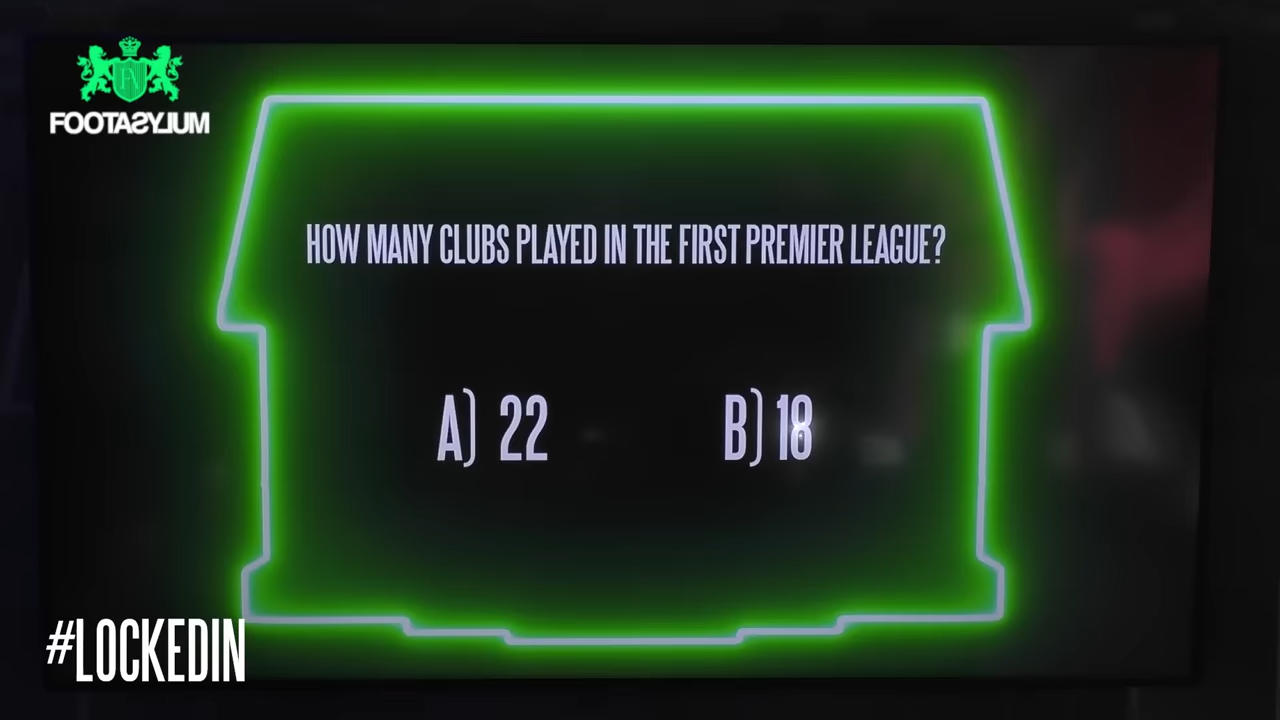 FOOTASYLUM
HOW MANY CLUBS PLAYED IN THE FIRST PREMIER LEAGUE?
A) 22 B) 18
#LOCKEDIN